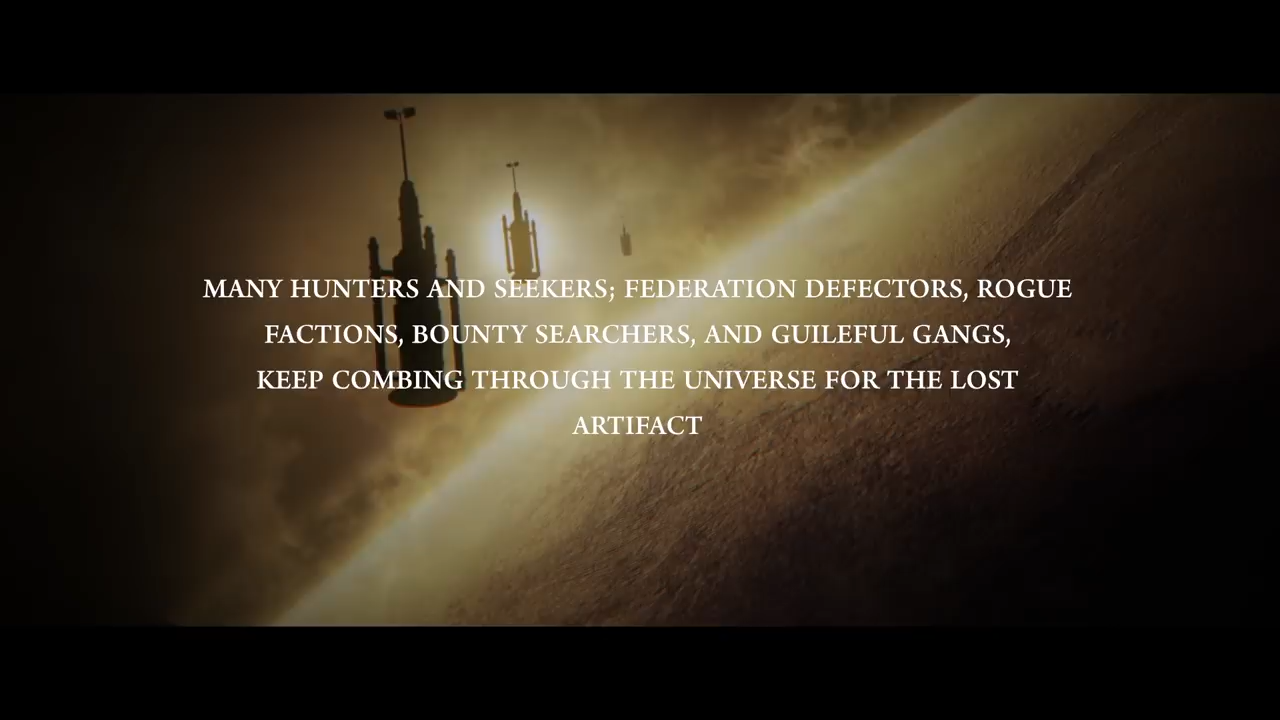 MANY HUNTERS AND SEEKERS; FEDERATION DEFECTORS, ROGUE
FACTIONS, BOUNTY SEARCHERS, AND GUILEFUL GANGS,
KEEP COMBING THROUGH THE UNIVERSE FOR THE LOST
ARTIFACT